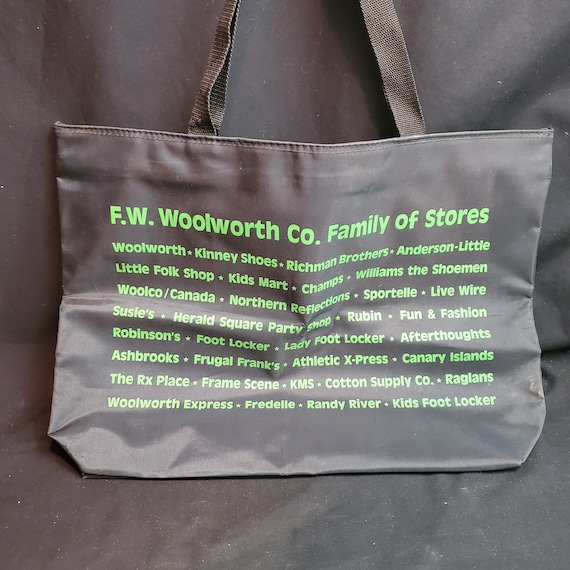 F.W. Woolworth Co. Family of Stores
Woolworth ★ Kinney Shoes ★ Richman Brothers ★ Anderson-Little
Little Folk Shop ★ Kids Mart ★ Champs ★ Williams the Shoemen
Woolco/Canada ★ Northern Reflections ★ Sportelle ★ Live Wire
Susie's ★ Herald Square Party Shop ★ Rubin ★ Fun & Fashion
Robinson's ★ Foot Locker ★ Lady Foot Locker ★ Afterthoughts
Ashbrooks ★ Frugal Frank's ★ Athletic X-Press ★ Canary Islands
The Rx Place ★ Frame Scene ★ KMS ★ Cotton Supply Co. ★ Raglans
Woolworth Express ★ Fredelle ★ Randy River ★ Kids Foot Locker